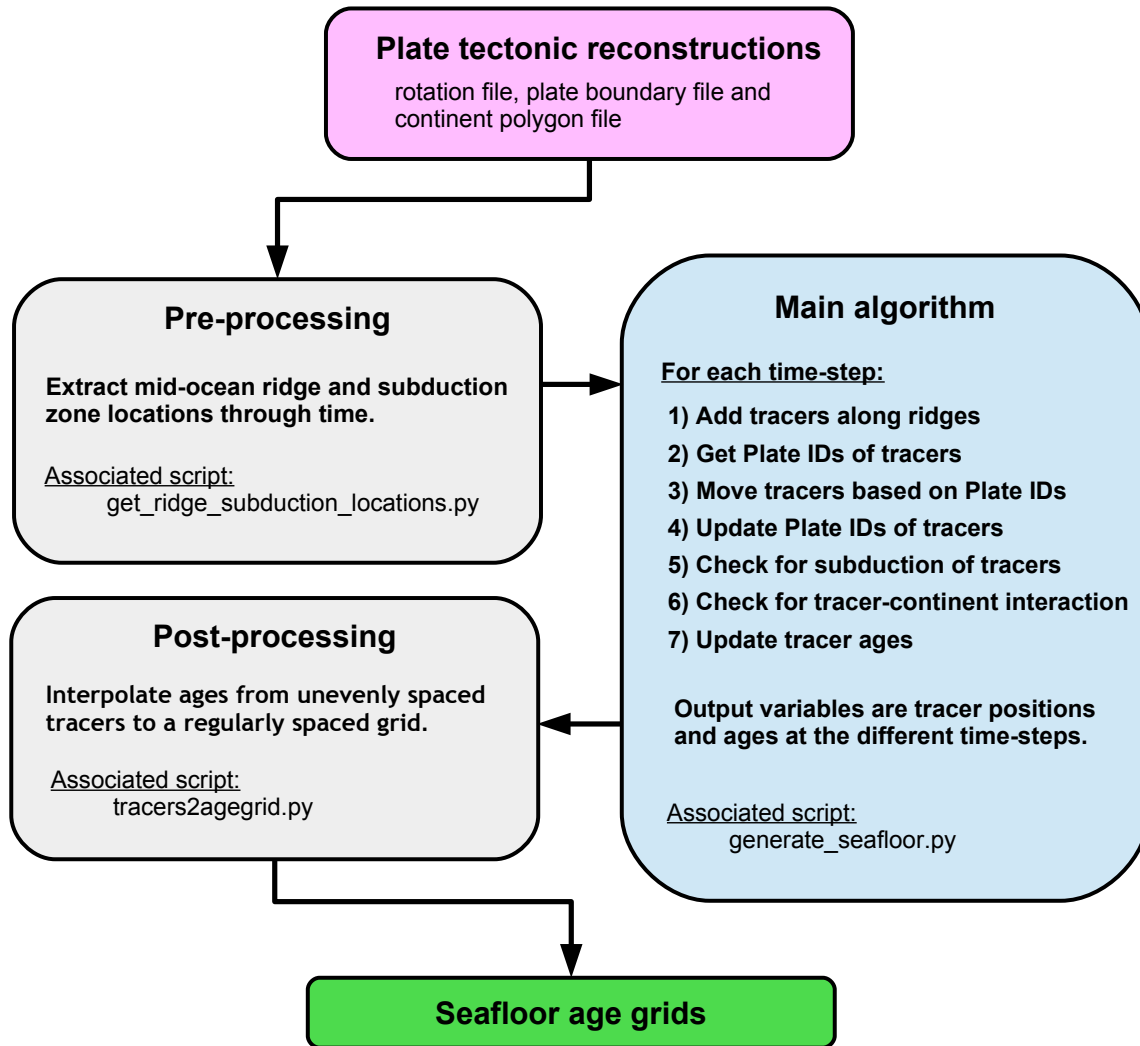 Plate tectonic reconstructions
rotation file, plate boundary file and
continent polygon file
Pre-processing
Extract mid-ocean ridge and subduction
zone locations through time.
Associated script:
get_ridge_subduction_locations.py
Main algorithm
For each time-step:
1) Add tracers along ridges
2) Get Plate IDs of tracers
3) Move tracers based on Plate IDs
4) Update Plate IDs of tracers
5) Check for subduction of tracers
6) Check for tracer-continent interaction
7) Update tracer ages
Output variables are tracer positions
and ages at the different time-steps.
Associated script:
generate_seafloor.py
Post-processing
Interpolate ages from unevenly spaced
tracers to a regularly spaced grid.
Associated script:
tracers2agegrid.py
Seafloor age grids